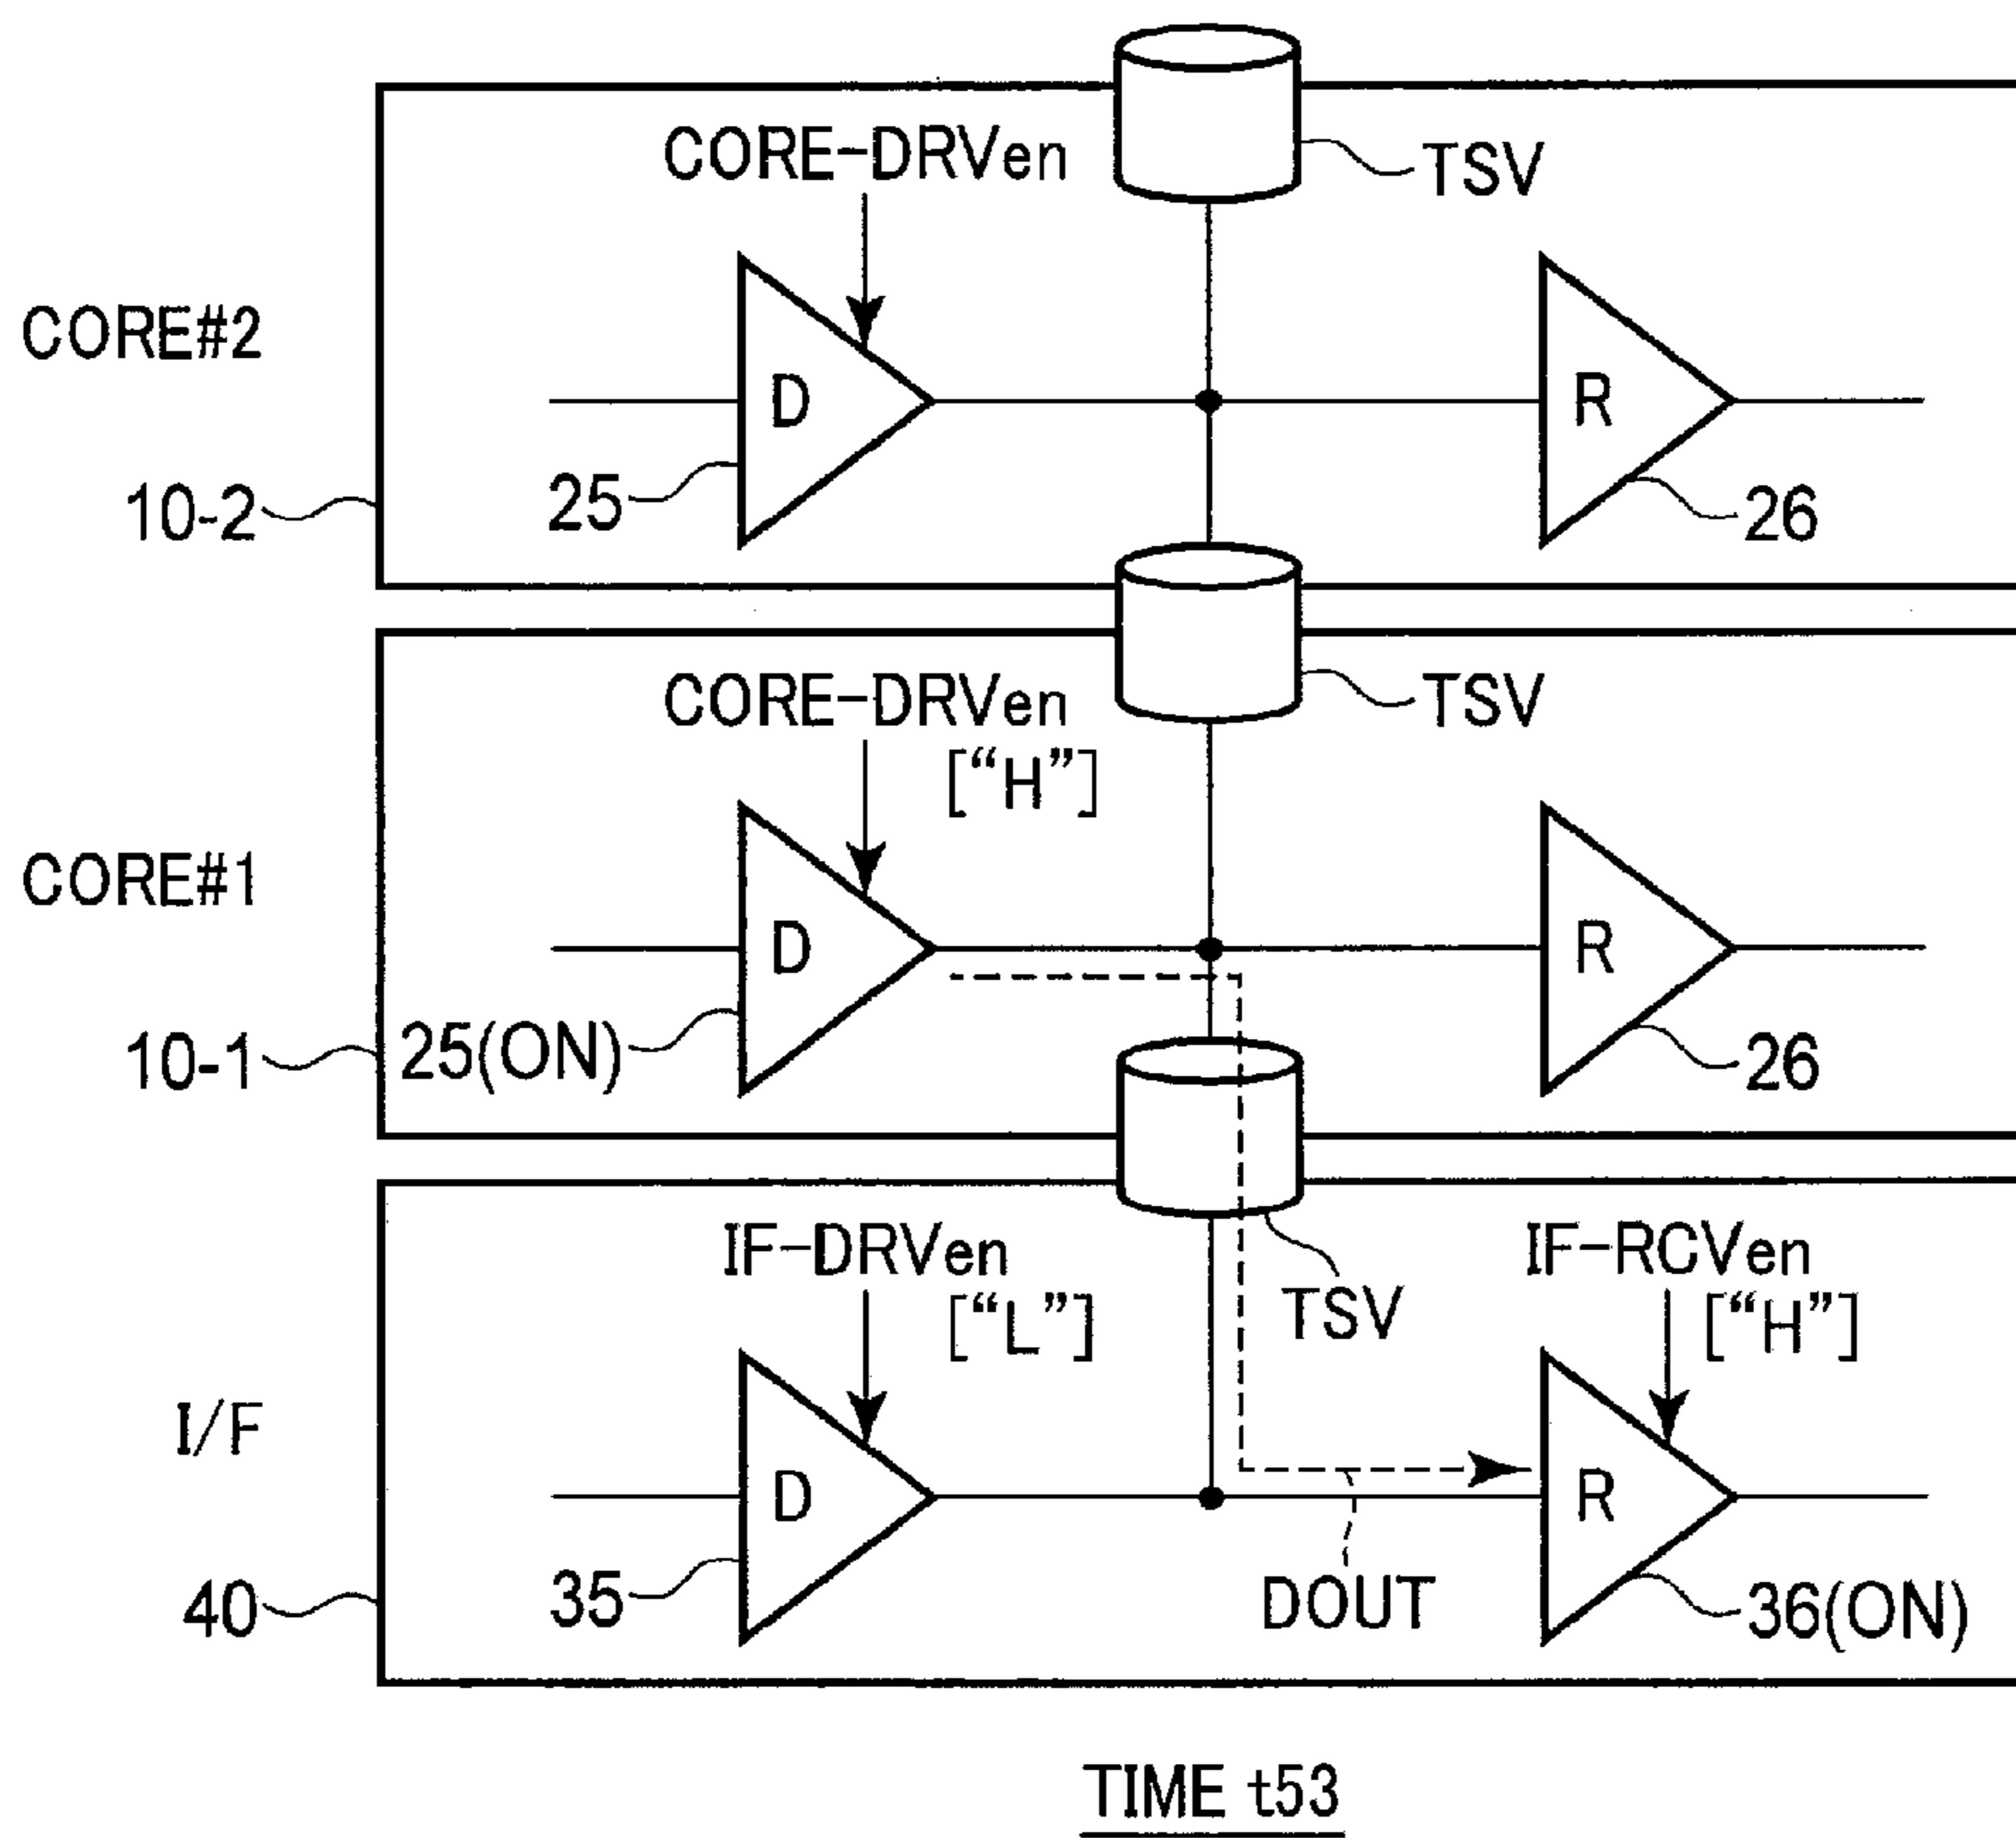 CORE-DRVen
TSV
CORE#2
D
R
10-2
25
26
CORE-DRVen
["H"]
TSV
CORE#1
D
R
10-1
25(ON)
26
IF-DRVen
["L"]
TSV
IF-RCVen
["H"]
I/F
D
R
40
35
DOUT
36(ON)
TIME t53